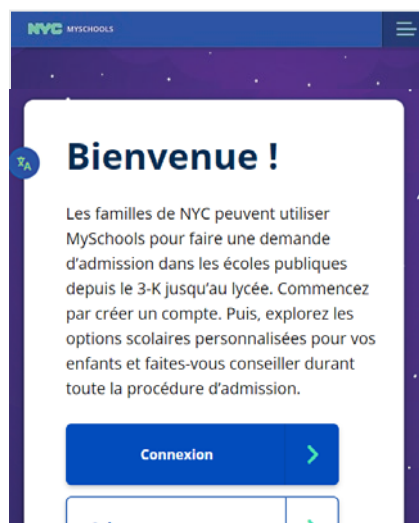 NYC MYSCHOOLS
Bienvenue !
Les familles de NYC peuvent utiliser
MySchools pour faire une demande
d'admission dans les écoles publiques
depuis le 3-K jusqu'au lycée. Commencez
par créer un compte. Puis, explorez les
options scolaires personnalisées pour vos
enfants et faites-vous conseiller durant
toute la procédure d'admission.
Connexion